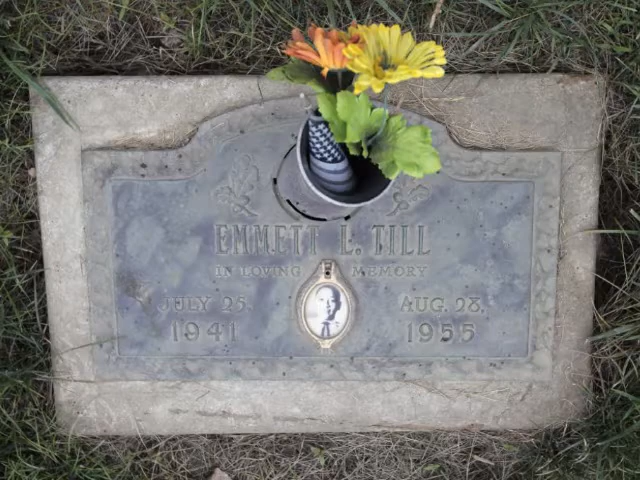 EMMETT L. TILL
IN LOVING MEMORY
JULY 25, AUG. 28,
1941 1955